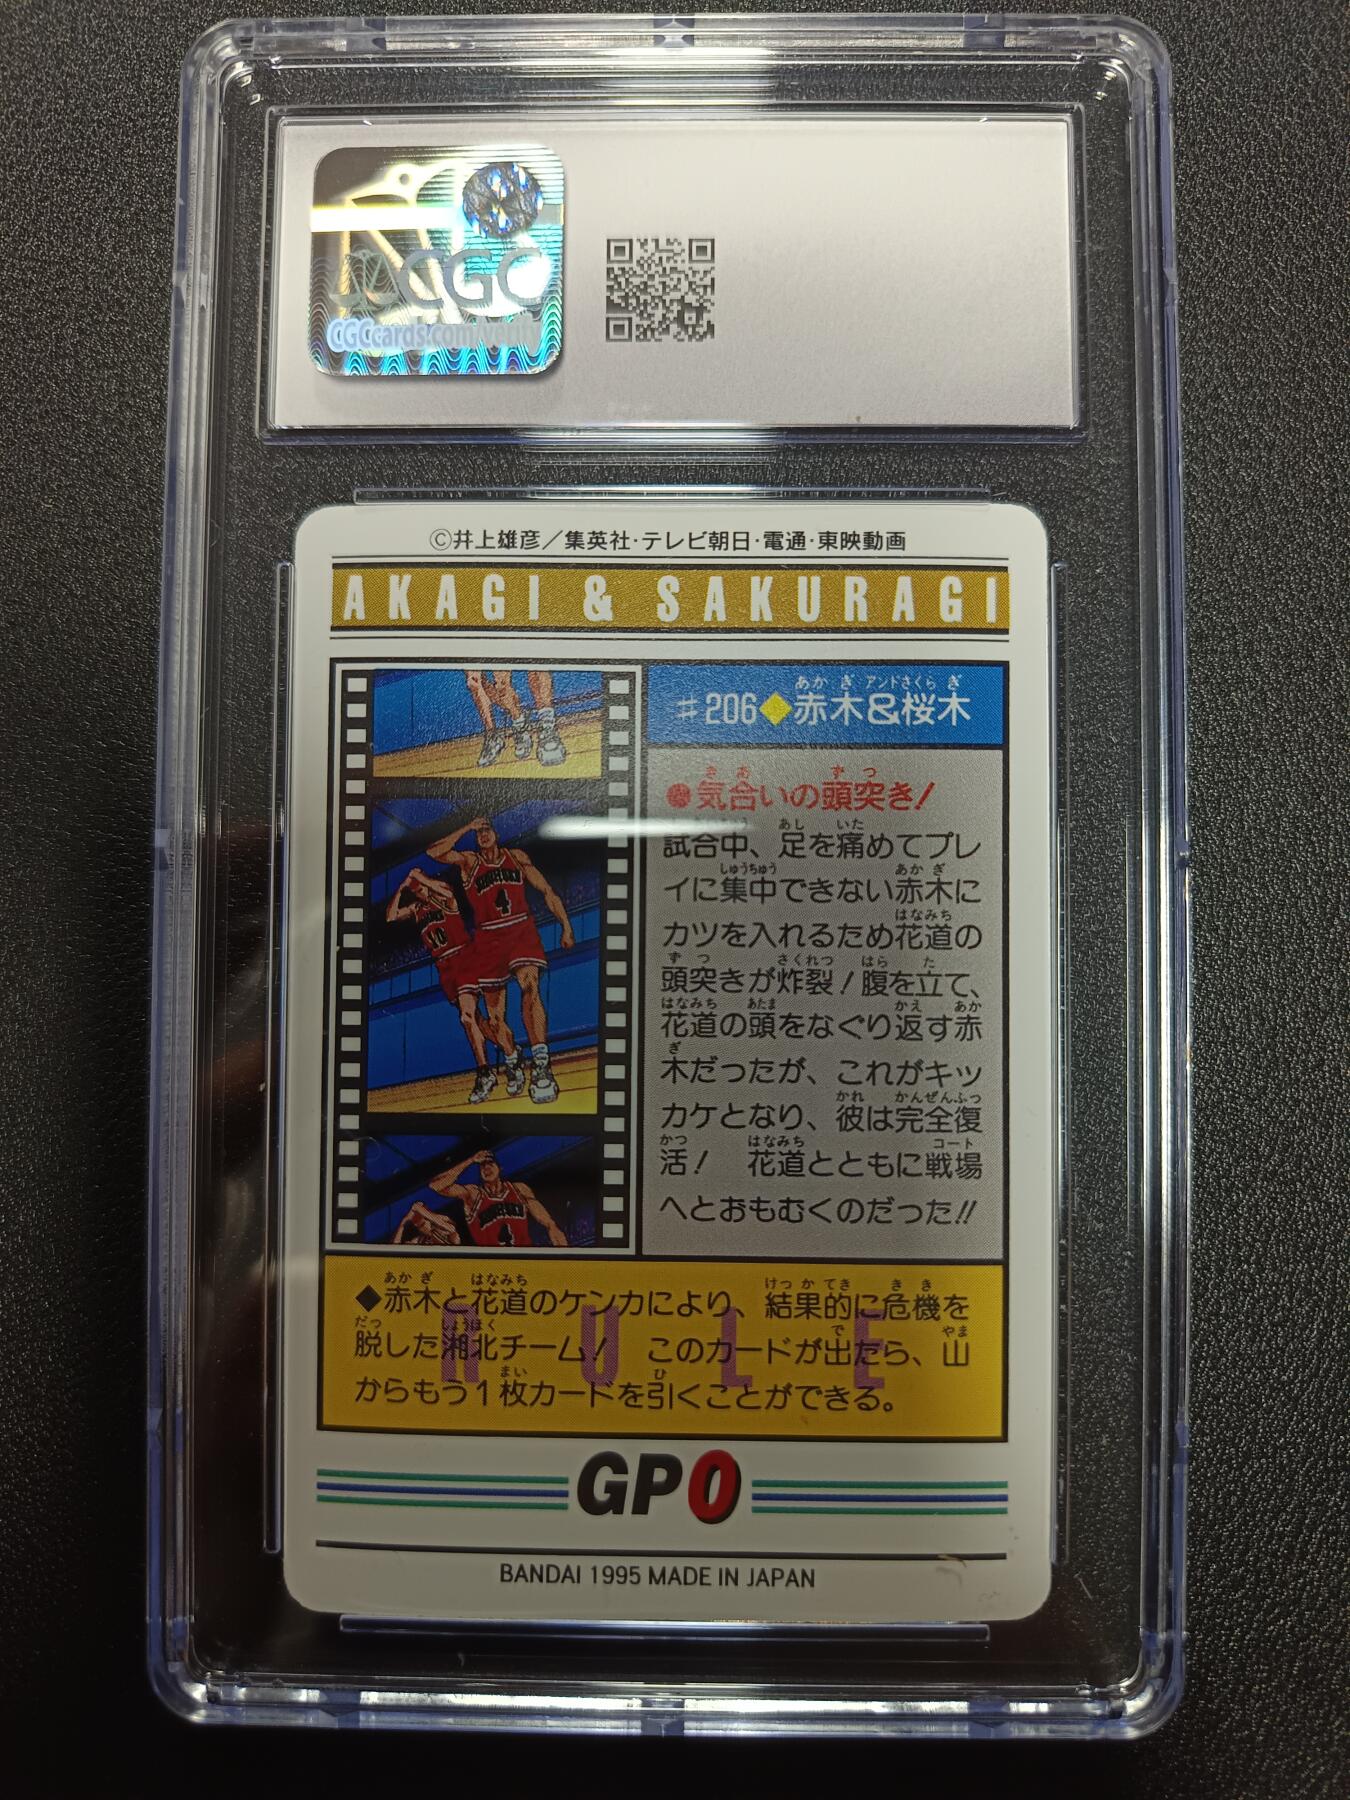 CGC
CGCcards.com/verify
©井上雄彦／集英社・テレビ朝日・電通・東映動画
AKAGI & SAKURAGI
#206◆赤木&桜木
●気合いの頭突き!
試合中、足を痛めてプレ
イに集中できない赤木に
カツを入れるため花道の
頭突きが炸裂!腹を立て、
花道の頭をなぐり返す赤
木だったが、これがキッ
カケとなり、彼は完全復
活! 花道とともに戦場
へとおもむくのだった!!
SHOHOKU
4
10
◆赤木と花道のケンカにより、結果的に危機を
脱した湘北チーム! このカードが出たら、山
からもう1枚カードを引くことができる。
RULE
GP0
BANDAI 1995 MADE IN JAPAN